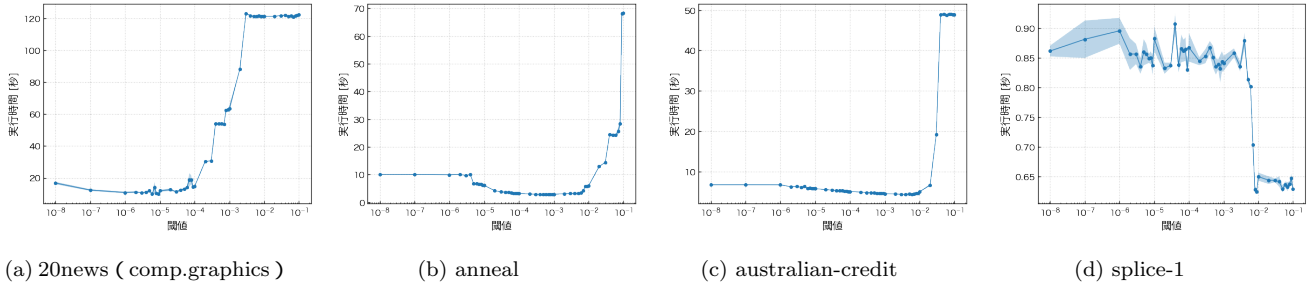 実行時間 [秒]
120
100
80
60
40
20
10⁻⁸ 10⁻⁷ 10⁻⁶ 10⁻⁵ 10⁻⁴ 10⁻³ 10⁻² 10⁻¹
閾値
(a) 20news（comp.graphics）
実行時間 [秒]
70
60
50
40
30
20
10
0
10⁻⁸ 10⁻⁷ 10⁻⁶ 10⁻⁵ 10⁻⁴ 10⁻³ 10⁻² 10⁻¹
閾値
(b) anneal
実行時間 [秒]
50
40
30
20
10
10⁻⁸ 10⁻⁷ 10⁻⁶ 10⁻⁵ 10⁻⁴ 10⁻³ 10⁻² 10⁻¹
閾値
(c) australian-credit
実行時間 [秒]
0.90
0.85
0.80
0.75
0.70
0.65
10⁻⁸ 10⁻⁷ 10⁻⁶ 10⁻⁵ 10⁻⁴ 10⁻³ 10⁻² 10⁻¹
閾値
(d) splice-1